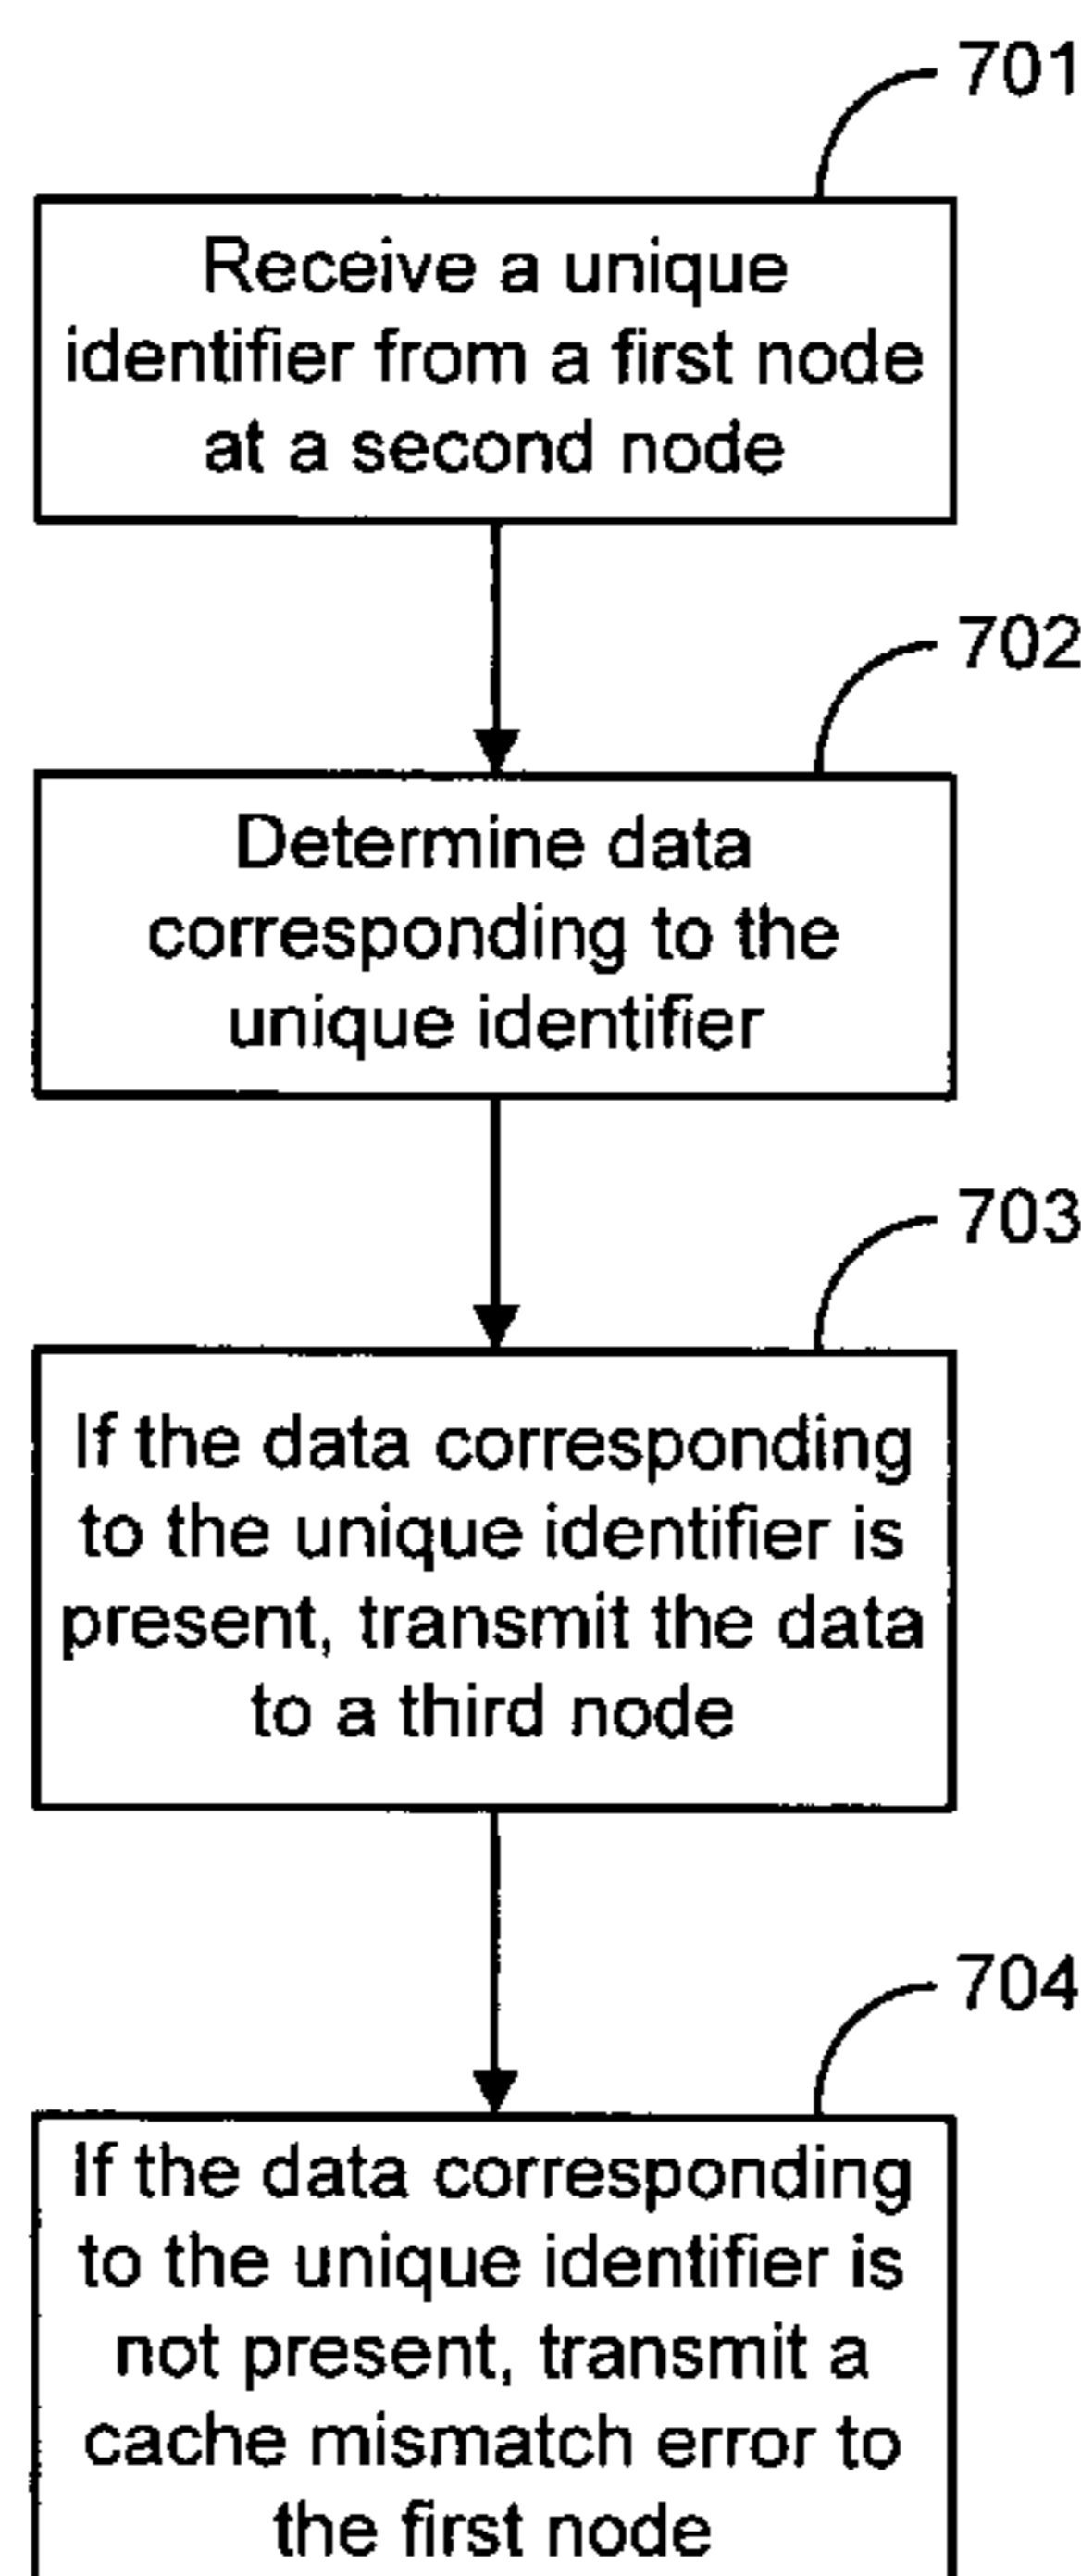 701
Receive a unique
identifier from a first node
at a second node
702
Determine data
corresponding to the
unique identifier
703
If the data corresponding
to the unique identifier is
present, transmit the data
to a third node
704
If the data corresponding
to the unique identifier is
not present, transmit a
cache mismatch error to
the first node